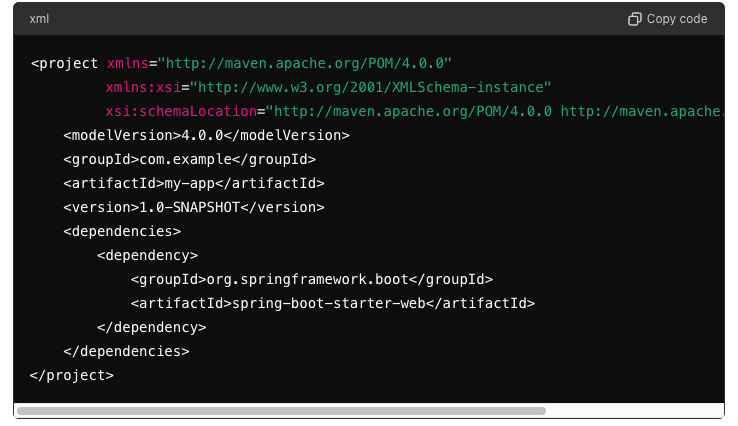 xml
Copy code
<project xmlns="http://maven.apache.org/POM/4.0.0"
         xmlns:xsi="http://www.w3.org/2001/XMLSchema-instance"
         xsi:schemaLocation="http://maven.apache.org/POM/4.0.0 http://maven.apache.
    <modelVersion>4.0.0</modelVersion>
    <groupId>com.example</groupId>
    <artifactId>my-app</artifactId>
    <version>1.0-SNAPSHOT</version>
    <dependencies>
        <dependency>
            <groupId>org.springframework.boot</groupId>
            <artifactId>spring-boot-starter-web</artifactId>
        </dependency>
    </dependencies>
</project>